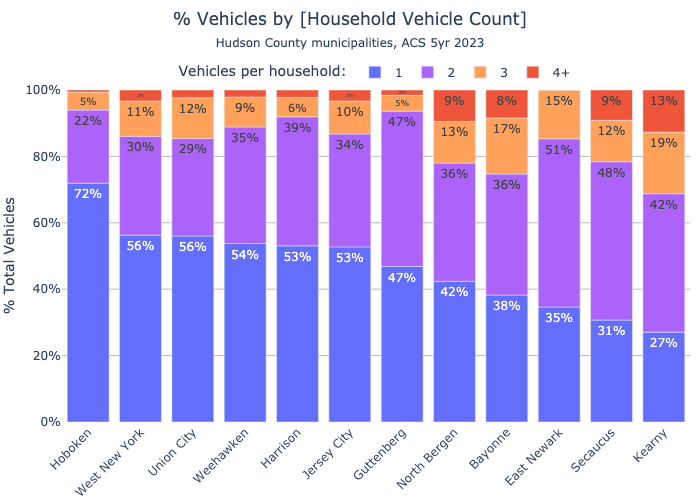 % Vehicles by [Household Vehicle Count]
Hudson County municipalities, ACS 5yr 2023
Vehicles per household: 1 2 3 4+
% Total Vehicles
100%
80%
60%
40%
20%
0%
5% 11% 12% 9% 6% 10% 5% 9% 8% 15% 9% 13%
22% 30% 29% 35% 39% 34% 47% 13% 17% 51% 12% 19%
72% 56% 56% 54% 53% 53% 47% 36% 36% 35% 48% 42%
42% 38% 31% 27%
Hoboken
West New York
Union City
Weehawken
Harrison
Jersey City
Guttenberg
North Bergen
Bayonne
East Newark
Secaucus
Kearny